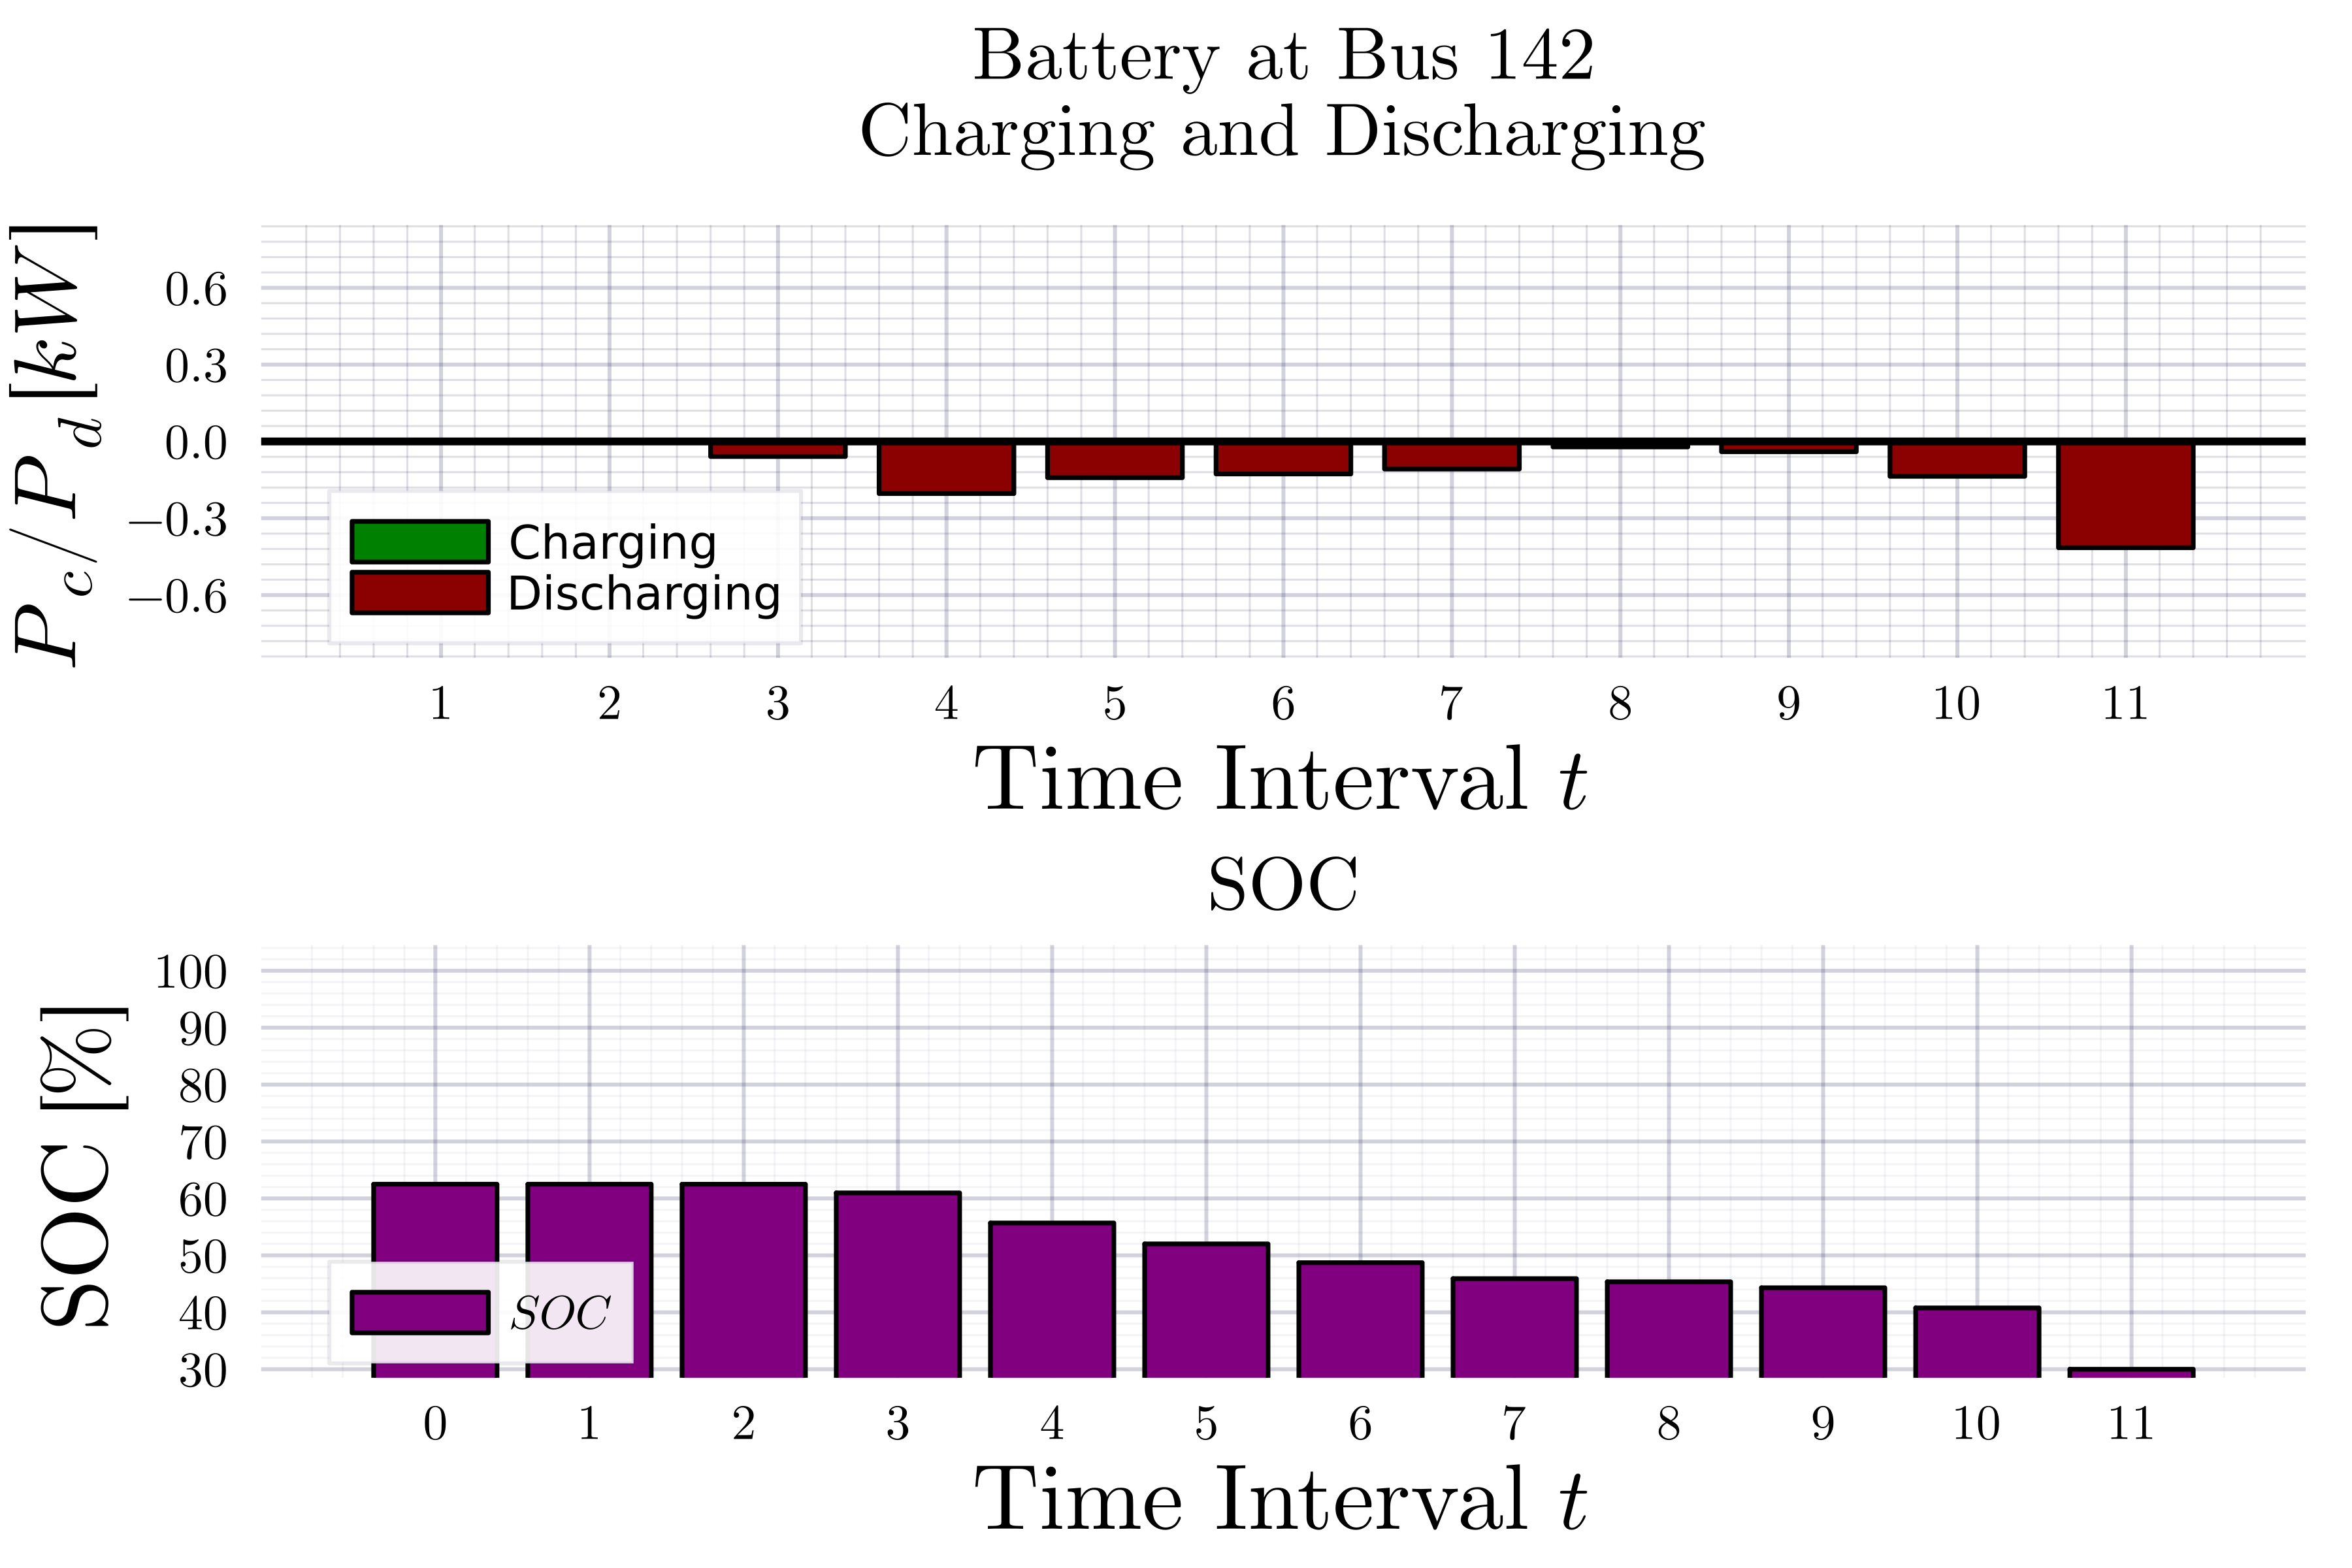 Battery at Bus 142
Charging and Discharging
P_c/P_d [kW]
0.6
0.3
0.0
−0.3
−0.6
Charging
Discharging
1 2 3 4 5 6 7 8 9 10 11
Time Interval t
SOC
SOC [%]
100
90
80
70
60
50
40
30
SOC
0 1 2 3 4 5 6 7 8 9 10 11
Time Interval t